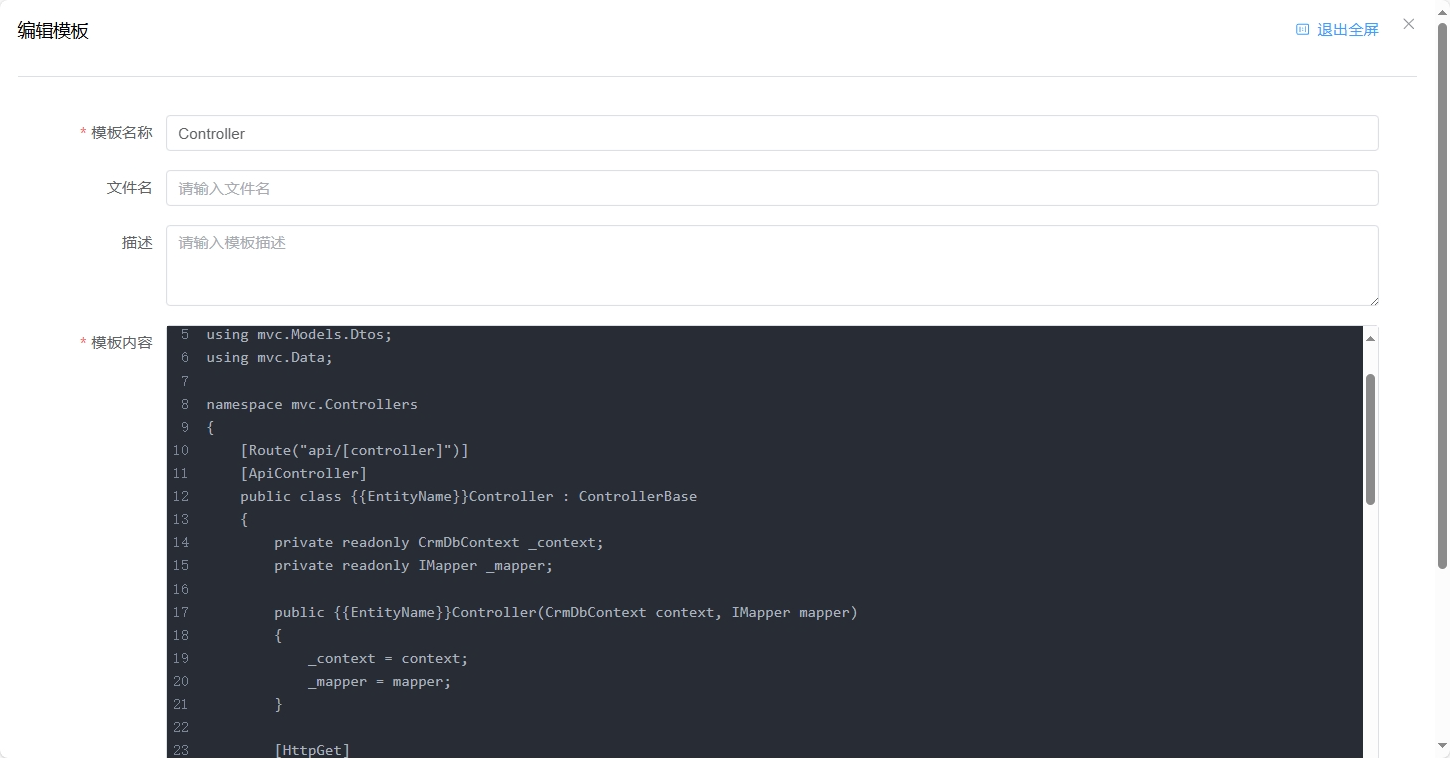 编辑模板
退出全屏
* 模板名称 Controller
文件名 请输入文件名
描述 请输入模板描述
* 模板内容
5 using mvc.Models.Dtos;
6 using mvc.Data;
7
8 namespace mvc.Controllers
9 {
10     [Route("api/[controller]")]
11     [ApiController]
12     public class {{EntityName}}Controller : ControllerBase
13     {
14         private readonly CrmDbContext _context;
15         private readonly IMapper _mapper;
16
17         public {{EntityName}}Controller(CrmDbContext context, IMapper mapper)
18         {
19             _context = context;
20             _mapper = mapper;
21         }
22
23         [HttpGet]